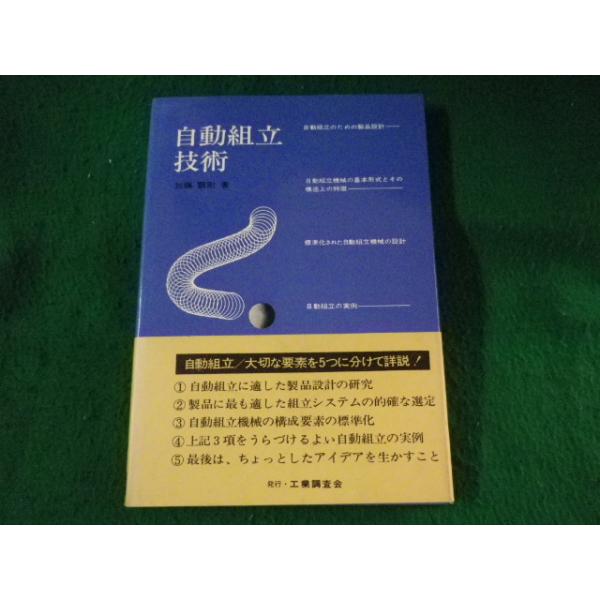 自動組立
技術
著
自動組立のための製品設計
自動組立機械の基本形式とその
構造上の特徴
標準化された自動組立機械の設計
自動組立の実例
自動組立/大切な要素を5つに分けて詳説!
①自動組立に適した製品設計の研究
②製品に最も適した組立システムの的確な選定
③自動組立機械の構成要素の標準化
④上記3項をうらづけるよい自動組立の実例
⑤最後は、ちょっとしたアイデアを生かすこと
発行・工業調査会